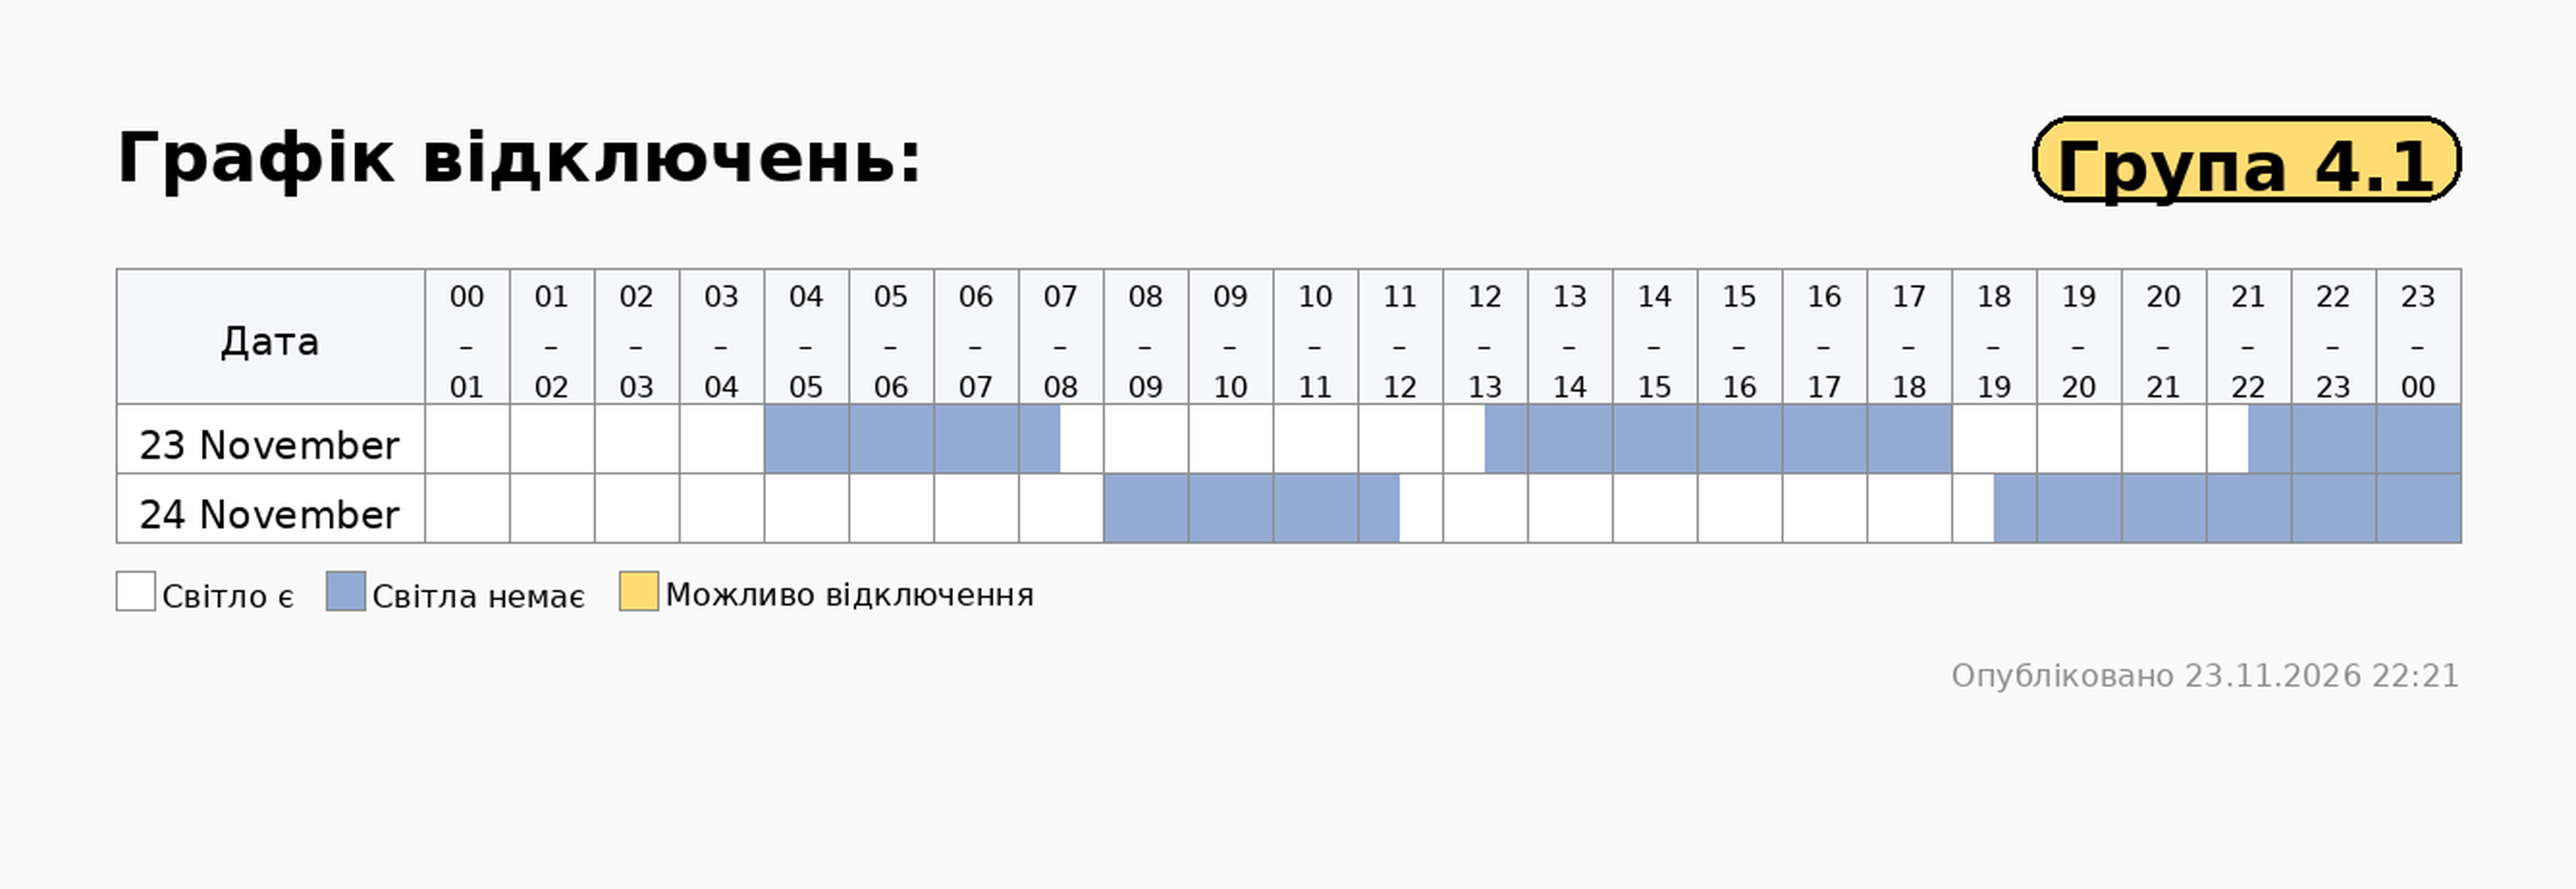 Графік відключень:
Група 4.1
Дата
00 – 01
01 – 02
02 – 03
03 – 04
04 – 05
05 – 06
06 – 07
07 – 08
08 – 09
09 – 10
10 – 11
11 – 12
12 – 13
13 – 14
14 – 15
15 – 16
16 – 17
17 – 18
18 – 19
19 – 20
20 – 21
21 – 22
22 – 23
23 – 00
23 November
24 November
Світло є
Світла немає
Можливо відключення
Опубліковано 23.11.2026 22:21